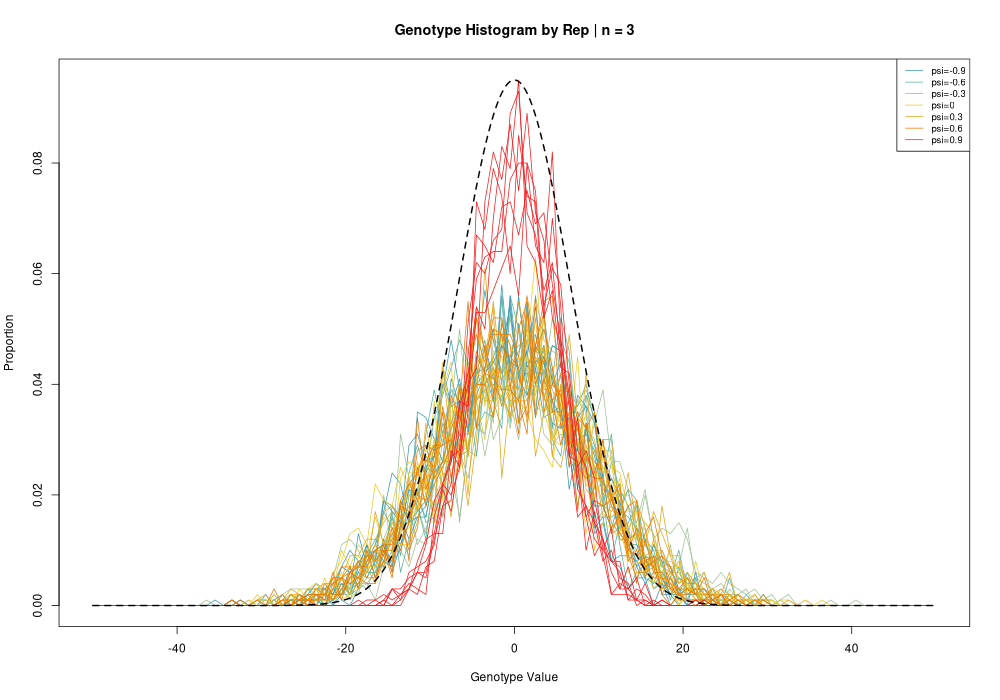 Genotype Histogram by Rep | n = 3
psi=-0.9
psi=-0.6
psi=-0.3
psi=0
psi=0.3
psi=0.6
psi=0.9
Proportion
0.08
0.06
0.04
0.02
0.00
-40 -20 0 20 40
Genotype Value